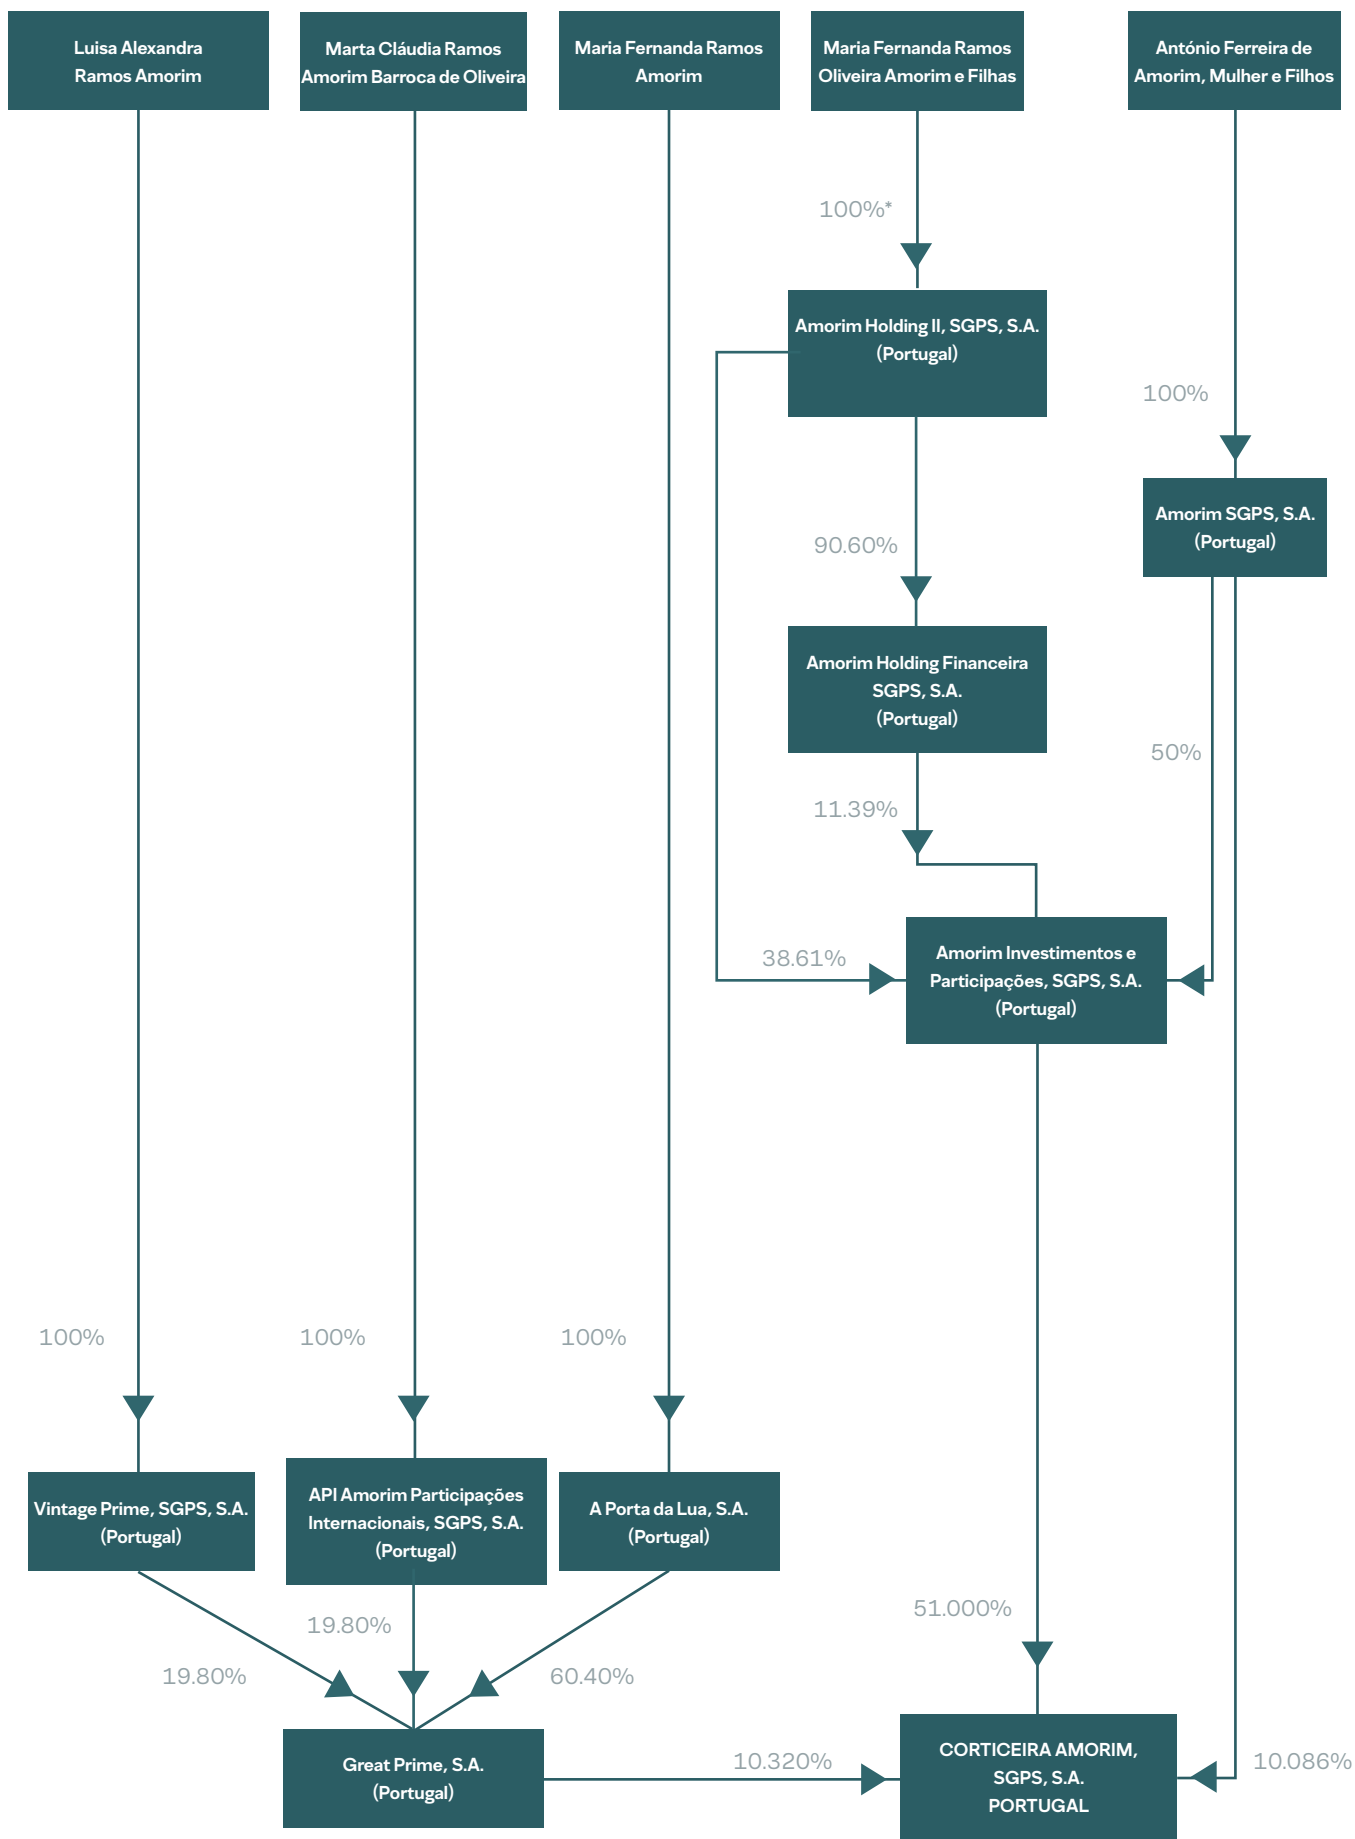 Luisa Alexandra
Ramos Amorim
Marta Cláudia Ramos
Amorim Barroca de Oliveira
Maria Fernanda Ramos
Amorim
Maria Fernanda Ramos
Oliveira Amorim e Filhas
António Ferreira de
Amorim, Mulher e Filhos
100%*
Amorim Holding II, SGPS, S.A.
(Portugal)
100%
Amorim SGPS, S.A.
(Portugal)
90.60%
Amorim Holding Financeira
SGPS, S.A.
(Portugal)
50%
11.39%
38.61%
Amorim Investimentos e
Participações, SGPS, S.A.
(Portugal)
100%
100%
100%
Vintage Prime, SGPS, S.A.
(Portugal)
API Amorim Participações
Internacionais, SGPS, S.A.
(Portugal)
A Porta da Lua, S.A.
(Portugal)
51.000%
19.80%
19.80%
60.40%
Great Prime, S.A.
(Portugal)
10.320%
CORTICEIRA AMORIM,
SGPS, S.A.
PORTUGAL
10.086%